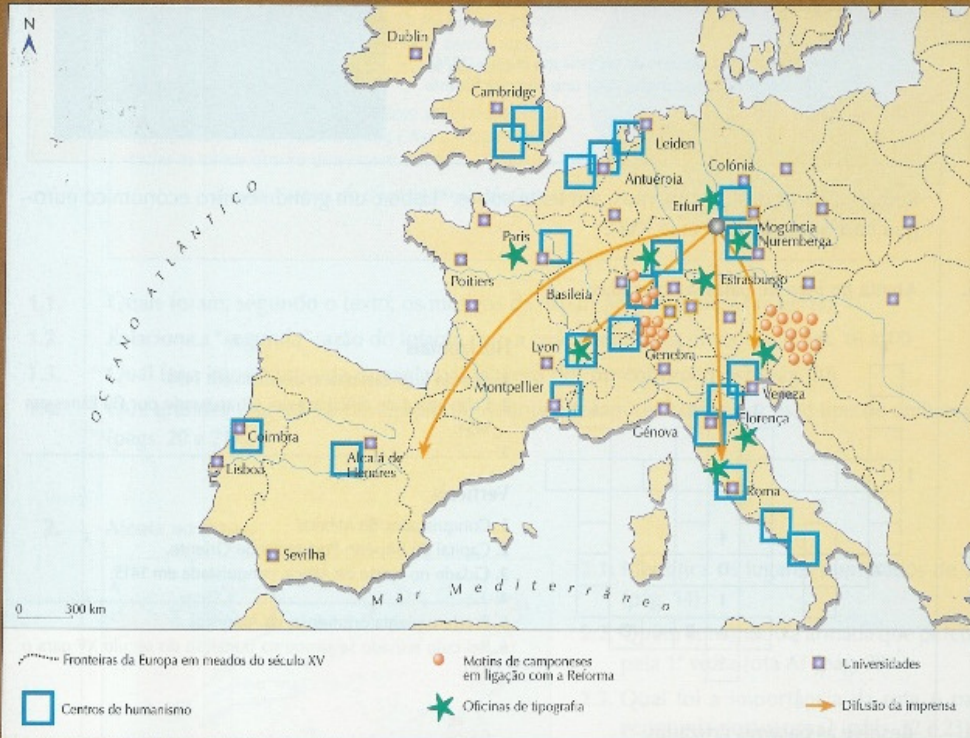 N
Dublin
Cambridge
Leiden
Colónia
Antuéroia
Erfurt
Mogúncia
Nuremberga
Paris
Estrasburgo
Poitiers
Basileia
Lyon
Genebra
Montpellier
Veneza
Florença
Génova
Coimbra
Alcalá de
Henares
Lisboa
Roma
Sevilha
OCEANO ATLÂNTICO
Mar Mediterrâneo
0 300 km
Fronteiras da Europa em meados do século XV
Motins de camponeses
em ligação com a Reforma
Universidades
Centros de humanismo
Oficinas de tipografia
Difusão da imprensa